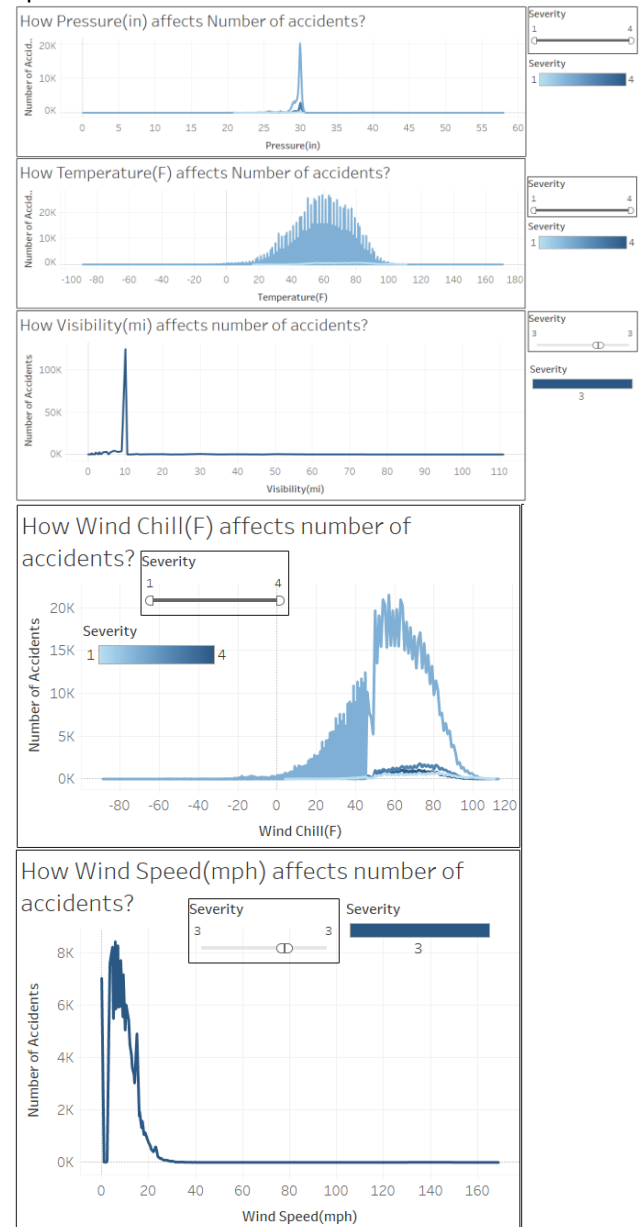 How Pressure(in) affects Number of accidents?
Severity
1 4
Severity
1 4
Number of Accid..
20K
10K
0K
0 5 10 15 20 25 30 35 40 45 50 55 60
Pressure(in)
How Temperature(F) affects Number of accidents?
Severity
1 4
Severity
1 4
Number of Accid..
20K
10K
0K
-100 -80 -60 -40 -20 0 20 40 60 80 100 120 140 160 180
Temperature(F)
How Visibility(mi) affects number of accidents?
Severity
3 3
Severity
3
Number of Accidents
100K
50K
0K
0 10 20 30 40 50 60 70 80 90 100 110
Visibility(mi)
How Wind Chill(F) affects number of
accidents?
Severity
1 4
Severity
1 4
Number of Accidents
20K
15K
10K
5K
0K
-80 -60 -40 -20 0 20 40 60 80 100 120
Wind Chill(F)
How Wind Speed(mph) affects number of
accidents?
Severity
3 3
Severity
3
Number of Accidents
8K
6K
4K
2K
0K
0 20 40 60 80 100 120 140 160
Wind Speed(mph)